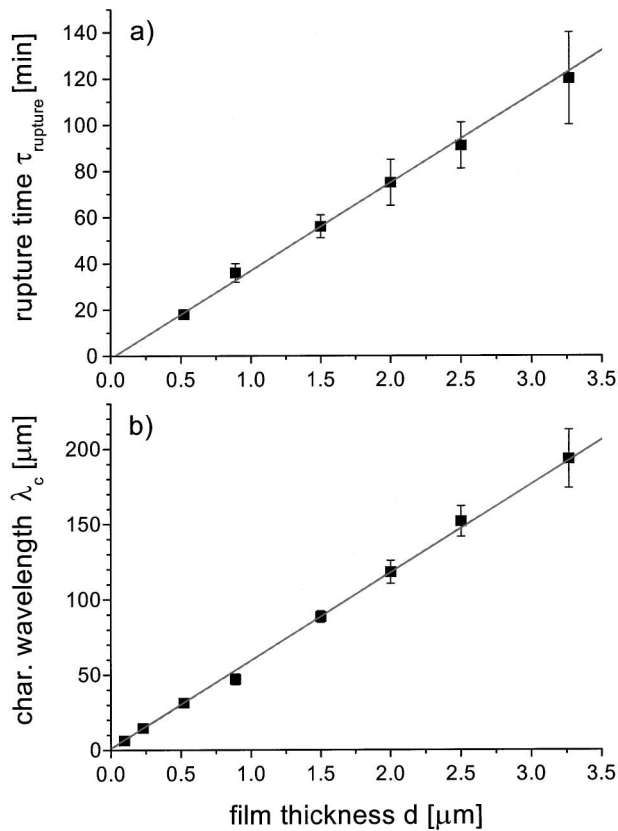 a)
rupture time τrupture [min]
140
120
100
80
60
40
20
0
0.0 0.5 1.0 1.5 2.0 2.5 3.0 3.5
b)
char. wavelength λc [μm]
200
150
100
50
0
0.0 0.5 1.0 1.5 2.0 2.5 3.0 3.5
film thickness d [μm]